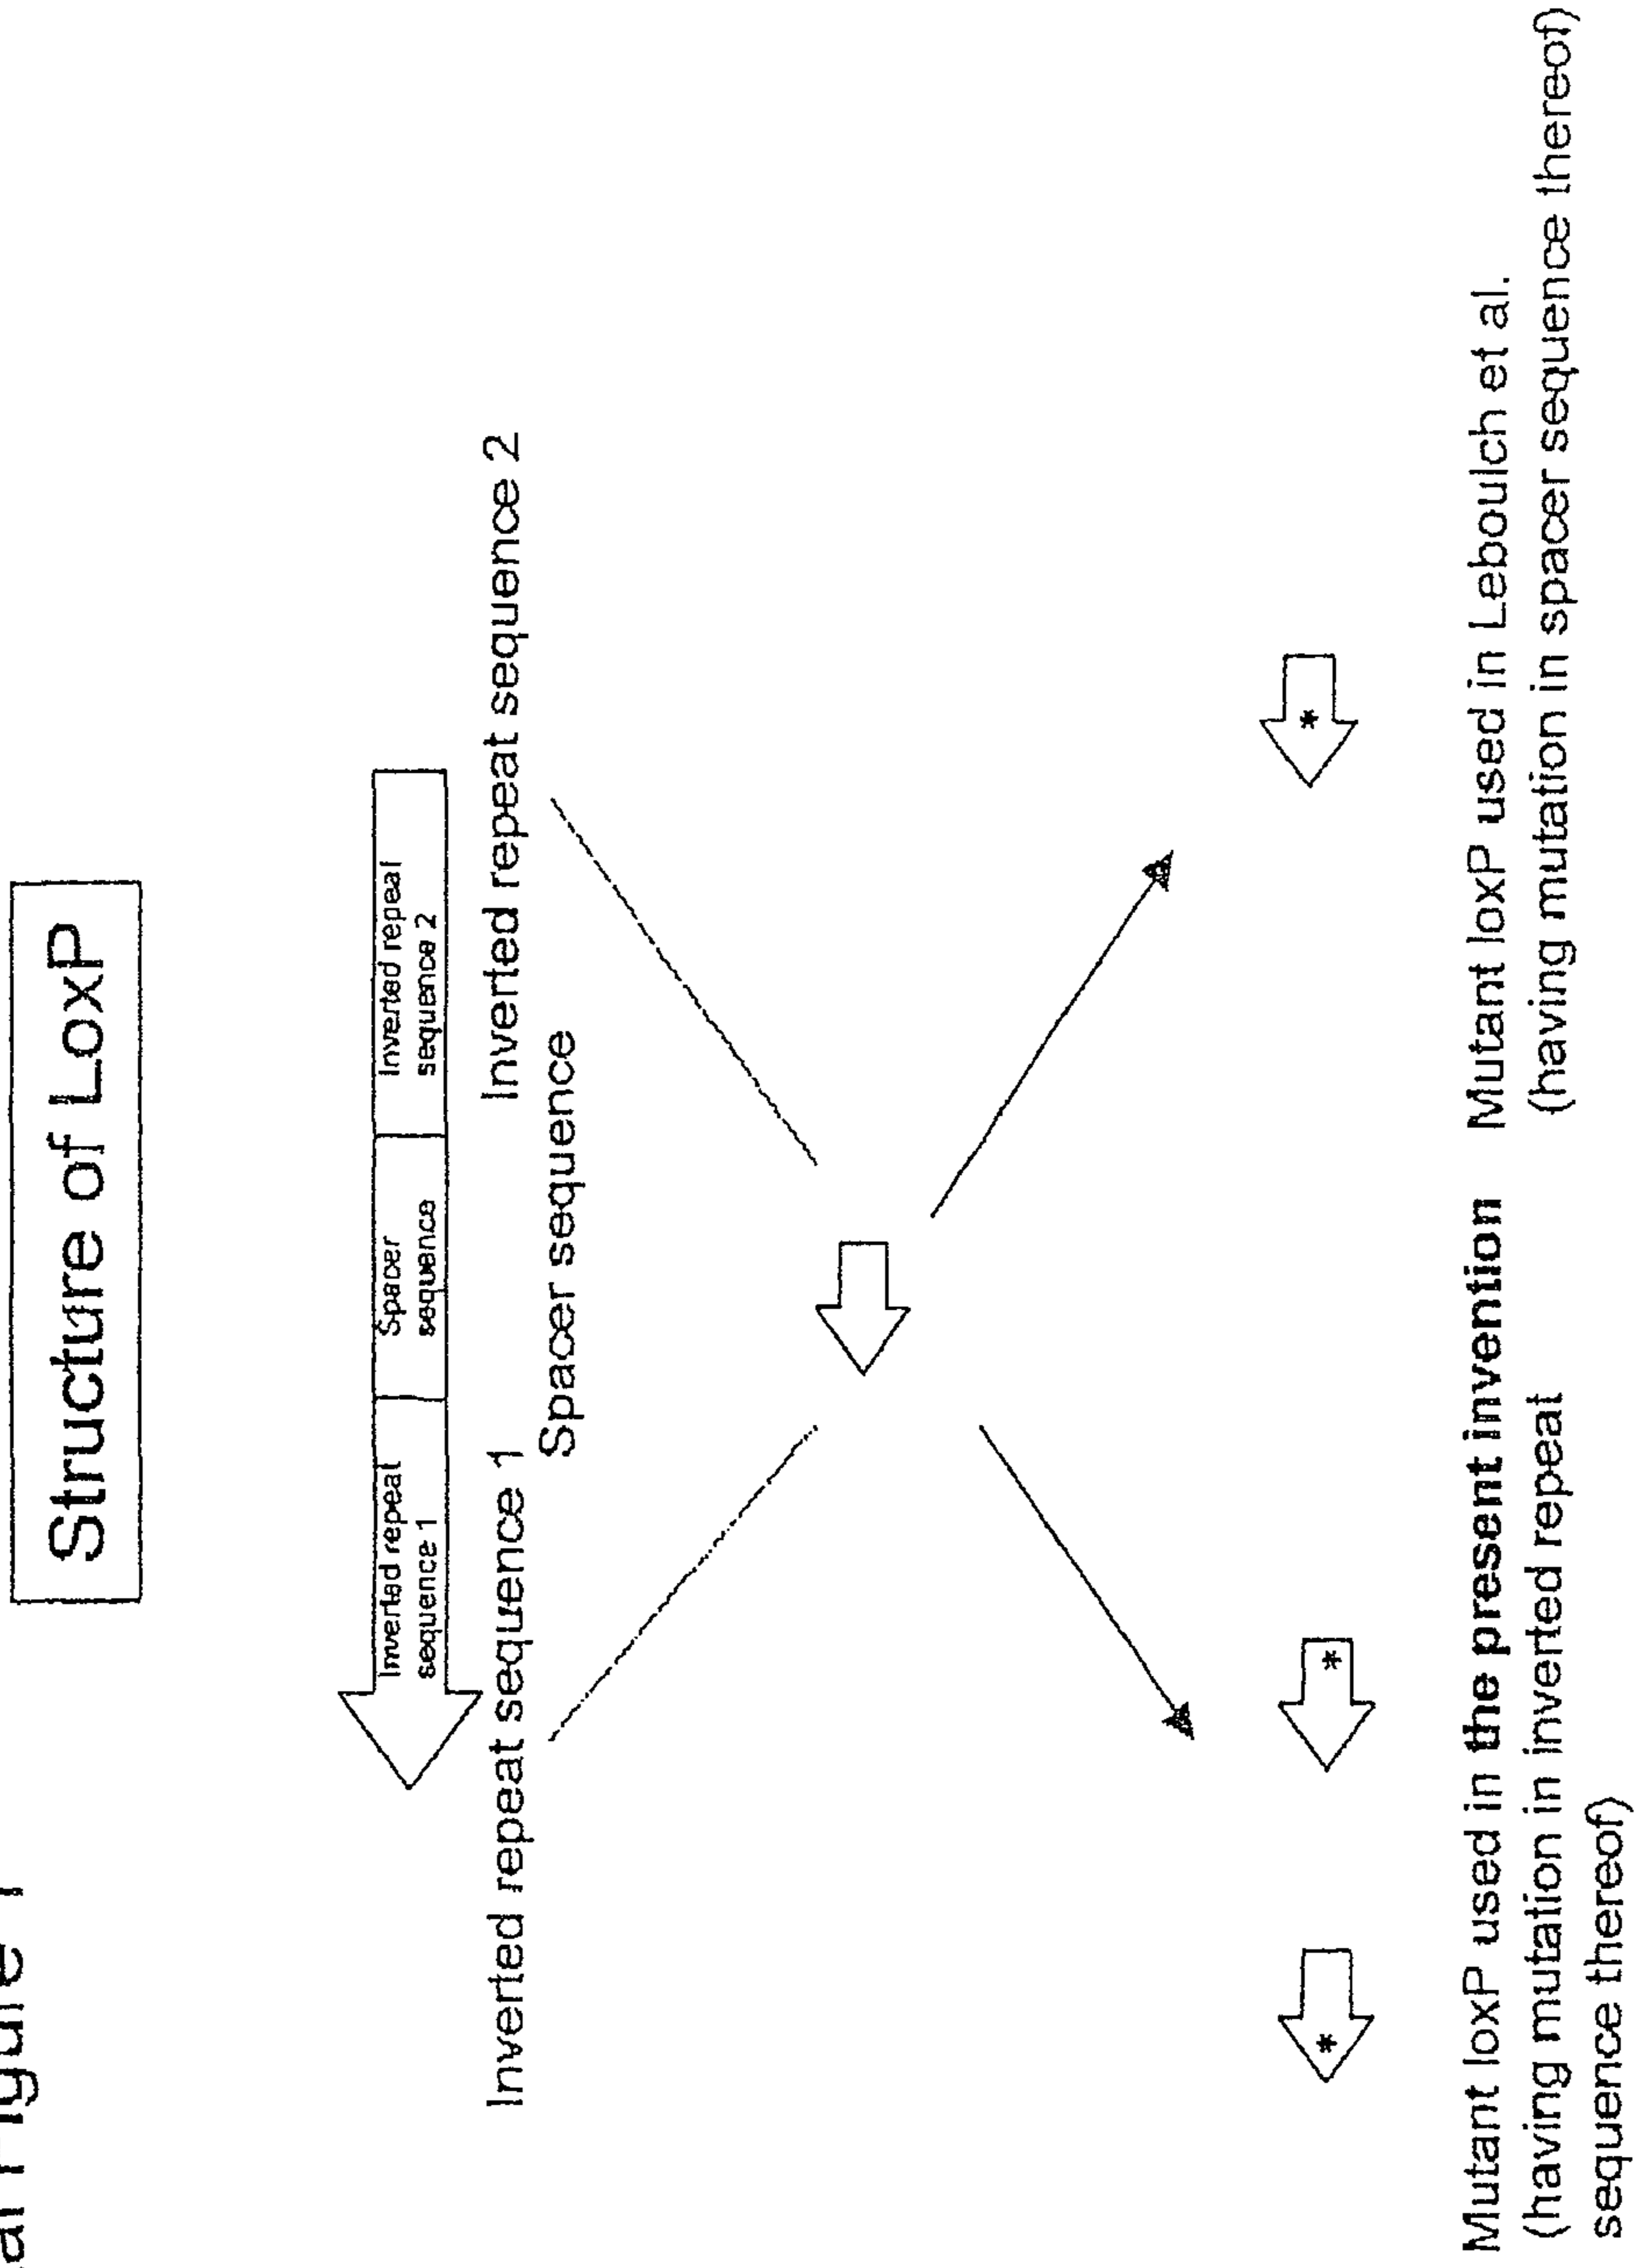 Figure 1
Structure of LoxP
Inverted repeat
sequence 1
Spacer
sequence
Inverted repeat
sequence 2
Inverted repeat sequence 1
Inverted repeat sequence 2
Spacer sequence
*
*
*
Mutant loxP used in the present invention
(having mutation in inverted repeat
sequence thereof)
Mutant loxP used in Leboulch et al.
(having mutation in spacer sequence thereof)